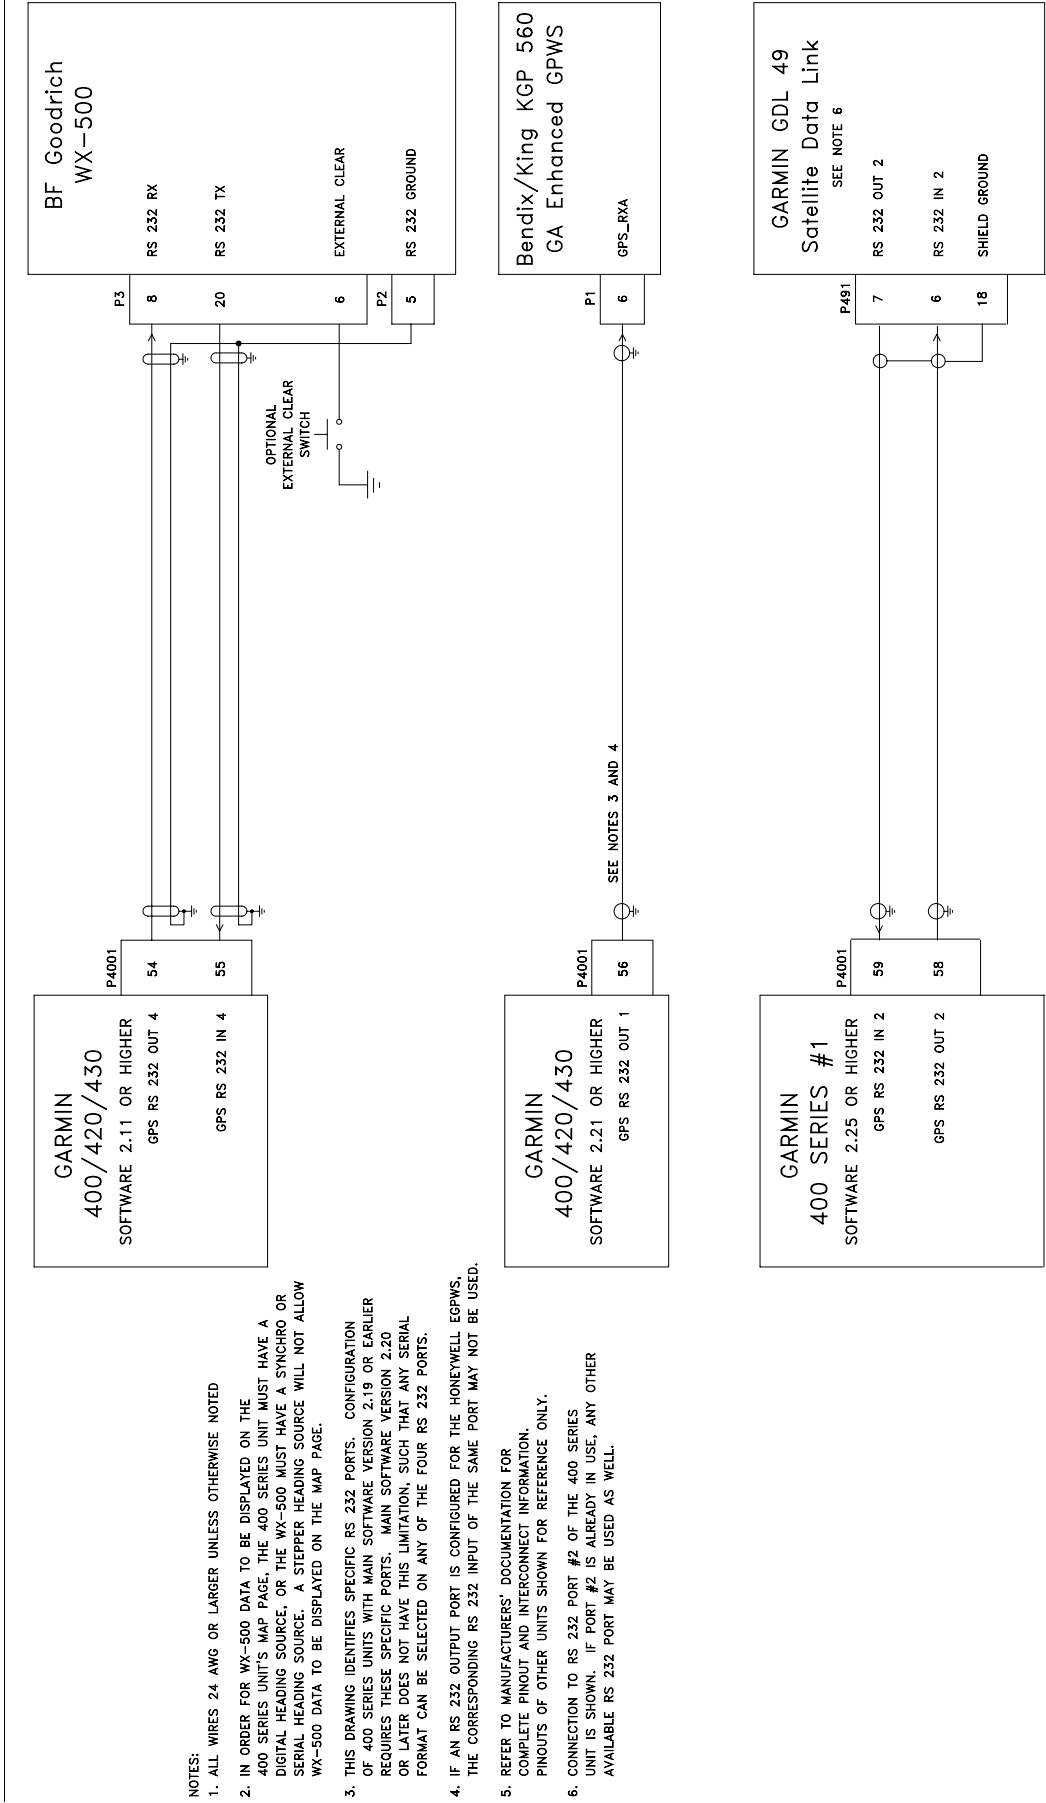 NOTES:
1. ALL WIRES 24 AWG OR LARGER UNLESS OTHERWISE NOTED
2. IN ORDER FOR WX-500 DATA TO BE DISPLAYED ON THE
400 SERIES UNIT'S MAP PAGE, THE 400 SERIES UNIT MUST HAVE A
DIGITAL HEADING SOURCE, OR THE WX-500 MUST HAVE A SYNCHRO OR
SERIAL HEADING SOURCE. A STEPPER HEADING SOURCE WILL NOT ALLOW
WX-500 DATA TO BE DISPLAYED ON THE MAP PAGE.
3. THIS DRAWING IDENTIFIES SPECIFIC RS 232 PORTS. CONFIGURATION
OF 400 SERIES UNITS WITH MAIN SOFTWARE VERSION 2.19 OR EARLIER
REQUIRES THESE SPECIFIC PORTS. MAIN SOFTWARE VERSION 2.20
OR LATER DOES NOT HAVE THIS LIMITATION, SUCH THAT ANY SERIAL
FORMAT CAN BE SELECTED ON ANY OF THE FOUR RS 232 PORTS.
4. IF AN RS 232 OUTPUT PORT IS CONFIGURED FOR THE HONEYWELL EGPWS,
THE CORRESPONDING RS 232 INPUT OF THE SAME PORT MAY NOT BE USED.
5. REFER TO MANUFACTURERS' DOCUMENTATION FOR
COMPLETE PINOUT AND INTERCONNECT INFORMATION.
PINOUTS OF OTHER UNITS SHOWN FOR REFERENCE ONLY.
6. CONNECTION TO RS 232 PORT #2 OF THE 400 SERIES
UNIT IS SHOWN. IF PORT #2 IS ALREADY IN USE, ANY OTHER
AVAILABLE RS 232 PORT MAY BE USED AS WELL.
GARMIN
400/420/430
SOFTWARE 2.11 OR HIGHER
GPS RS 232 OUT 4
GPS RS 232 IN 4
P4001
54
55
OPTIONAL
EXTERNAL CLEAR
SWITCH
P3
8
20
6
P2
5
BF Goodrich
WX-500
RS 232 RX
RS 232 TX
EXTERNAL CLEAR
RS 232 GROUND
GARMIN
400/420/430
SOFTWARE 2.21 OR HIGHER
GPS RS 232 OUT 1
P4001
56
SEE NOTES 3 AND 4
P1
6
Bendix/King KGP 560
GA Enhanced GPWS
GPS_RXA
GARMIN
400 SERIES #1
SOFTWARE 2.25 OR HIGHER
GPS RS 232 IN 2
GPS RS 232 OUT 2
P4001
59
58
P491
7
6
18
GARMIN GDL 49
Satellite Data Link
SEE NOTE 6
RS 232 OUT 2
RS 232 IN 2
SHIELD GROUND